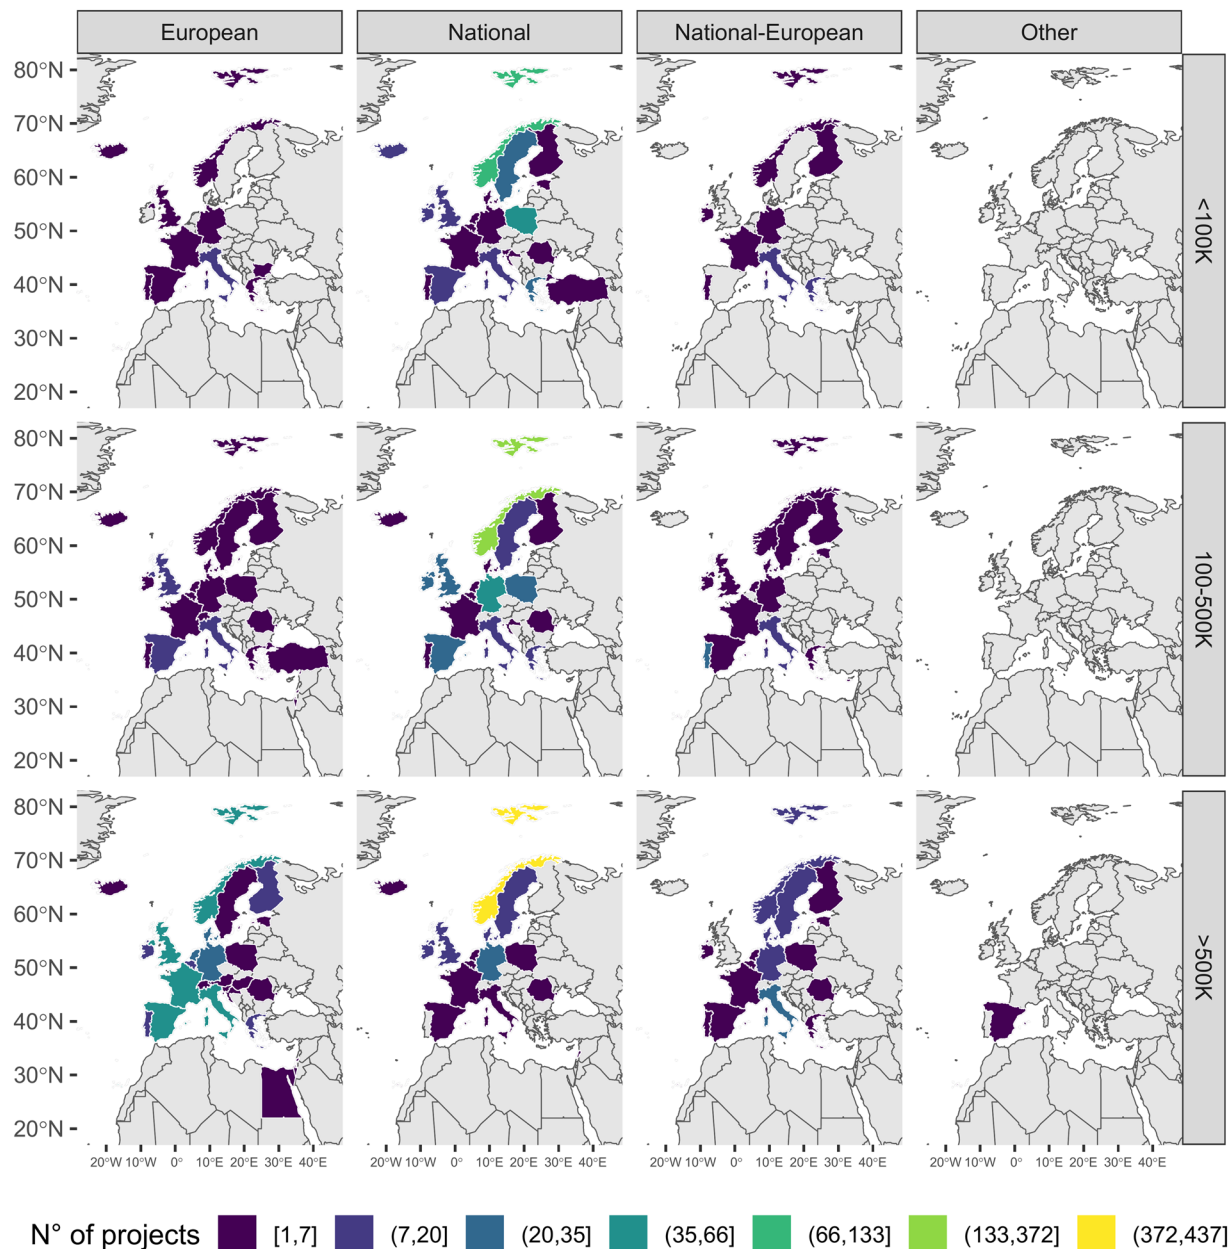 European National National-European Other
80°N
70°N
60°N
50°N
40°N
30°N
20°N
<100K
80°N
70°N
60°N
50°N
40°N
30°N
20°N
100-500K
80°N
70°N
60°N
50°N
40°N
30°N
20°N
>500K
20°W 10°W 0° 10°E 20°E 30°E 40°E 20°W 10°W 0° 10°E 20°E 30°E 40°E 20°W 10°W 0° 10°E 20°E 30°E 40°E 20°W 10°W 0° 10°E 20°E 30°E 40°E
N° of projects [1,7] (7,20] (20,35] (35,66] (66,133] (133,372] (372,437]